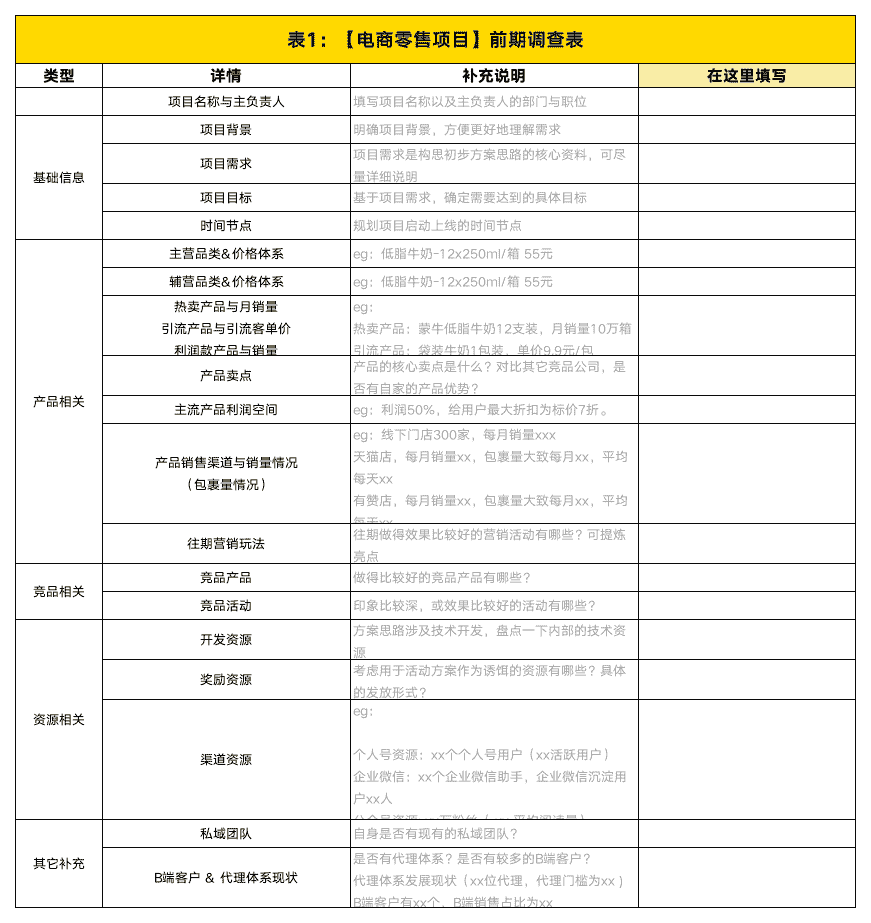 表1：【电商零售项目】前期调查表
类型 详情 补充说明 在这里填写
项目名称与主负责人 填写项目名称以及主负责人的部门与职位
基础信息
项目背景 明确项目背景，方便更好地理解需求
项目需求
项目需求是构思初步方案思路的核心资料，可尽
量详细说明
项目目标 基于项目需求，确定需要达到的具体目标
时间节点 规划项目启动上线的时间节点
产品相关
主营品类&价格体系 eg：低脂牛奶-12x250ml/箱 55元
辅营品类&价格体系 eg：低脂牛奶-12x250ml/箱 55元
热卖产品与月销量
引流产品与引流客单价
利润款产品与销量
eg：
热卖产品：蒙牛低脂牛奶12支装，月销量10万箱
引流产品：袋装牛奶1包装，单价9.9元/包
产品卖点
产品的核心卖点是什么？对比其它竞品公司，是
否有自家的产品优势？
主流产品利润空间 eg：利润50%，给用户最大折扣为标价7折。
产品销售渠道与销量情况
（包裹量情况）
eg：线下门店300家，每月销量xxx
天猫店，每月销量xx，包裹量大致每月xx，平均
每天xx
有赞店，每月销量xx，包裹量大致每月xx，平均
每天xx
往期营销玩法
往期做得效果比较好的营销活动有哪些？可提炼
亮点
竞品相关
竞品产品 做得比较好的竞品产品有哪些？
竞品活动 印象比较深，或效果比较好的活动有哪些？
资源相关
开发资源
方案思路涉及技术开发，盘点一下内部的技术资
源
奖励资源
考虑用于活动方案作为诱饵的资源有哪些？具体
的发放形式？
渠道资源
eg：
个人号资源：xx个个人号用户（xx活跃用户）
企业微信：xx个企业微信助手，企业微信沉淀用
户xx人
其它补充
私域团队 自身是否有现有的私域团队？
B端客户 & 代理体系现状
是否有代理体系？是否有较多的B端客户？
代理体系发展现状（xx位代理，代理门槛为xx）
B端客户有xx个，B端销售占比为xx